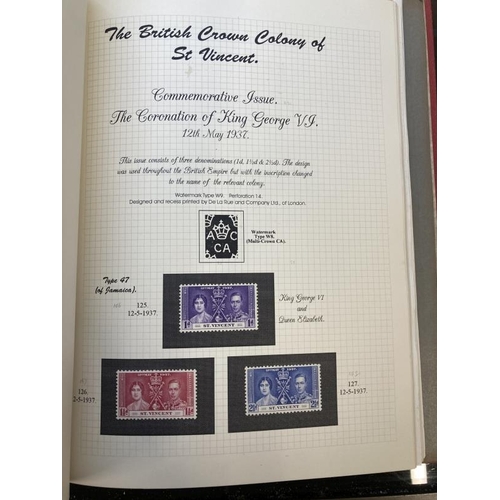 The British Crown Colony of
St Vincent.
Commemorative Issue.
The Coronation of King George VI.
12th May 1937.
This issue consists of three denominations (1d, 1½d & 2½d). The design
was used throughout the British Empire but with the inscription changed
to the name of the relevant colony.
Watermark Type W9. Perforation 14.
Designed and recess printed by De La Rue and Company Ltd., of London.
A C
CA
Watermark
Type W8.
(Multi-Crown CA).
Type 47
(of Jamaica).
125.
12-5-1937.
ST. VINCENT
King George VI
and
Queen Elizabeth.
126.
12-5-1937
ST. VINCENT
ST. VINCENT
127.
12-5-1937.